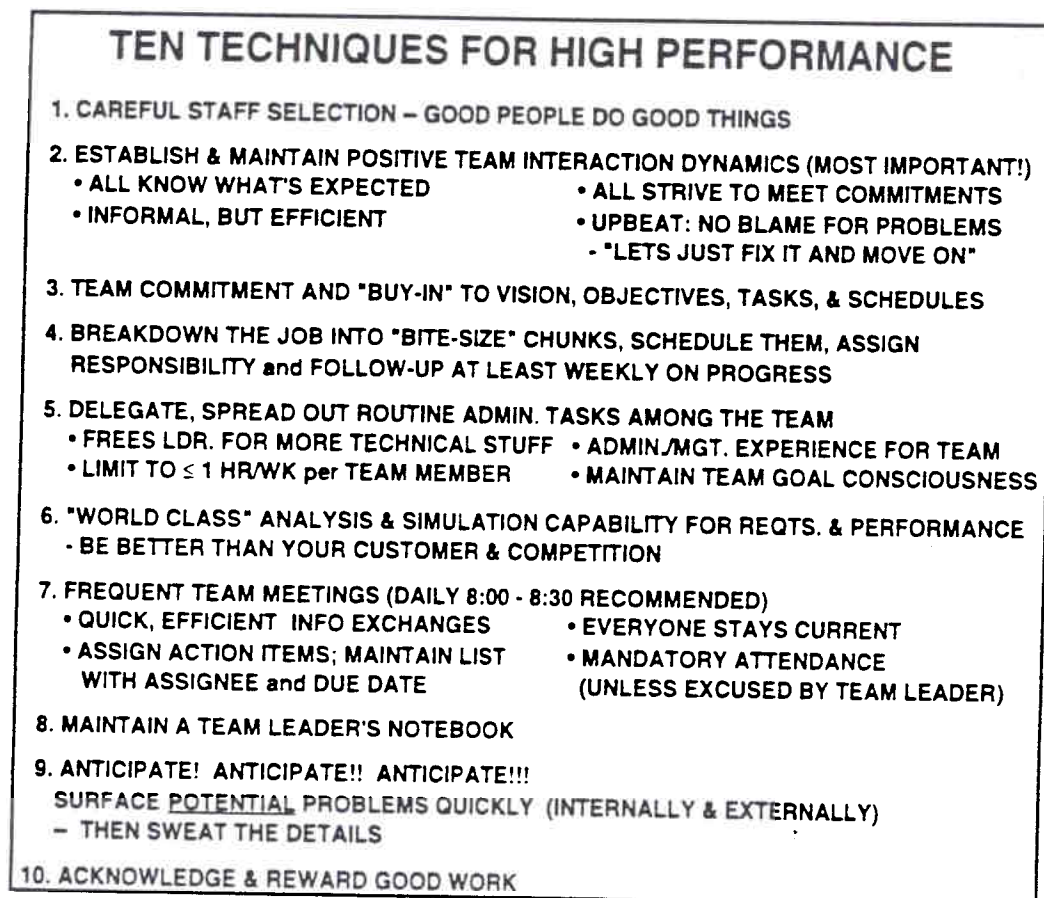 TEN TECHNIQUES FOR HIGH PERFORMANCE
1. CAREFUL STAFF SELECTION – GOOD PEOPLE DO GOOD THINGS
2. ESTABLISH & MAINTAIN POSITIVE TEAM INTERACTION DYNAMICS (MOST IMPORTANT!)
• ALL KNOW WHAT'S EXPECTED • ALL STRIVE TO MEET COMMITMENTS
• INFORMAL, BUT EFFICIENT • UPBEAT: NO BLAME FOR PROBLEMS
- "LETS JUST FIX IT AND MOVE ON"
3. TEAM COMMITMENT AND "BUY-IN" TO VISION, OBJECTIVES, TASKS, & SCHEDULES
4. BREAKDOWN THE JOB INTO "BITE-SIZE" CHUNKS, SCHEDULE THEM, ASSIGN
RESPONSIBILITY and FOLLOW-UP AT LEAST WEEKLY ON PROGRESS
5. DELEGATE, SPREAD OUT ROUTINE ADMIN. TASKS AMONG THE TEAM
• FREES LDR. FOR MORE TECHNICAL STUFF • ADMIN./MGT. EXPERIENCE FOR TEAM
• LIMIT TO ≤ 1 HR/WK per TEAM MEMBER • MAINTAIN TEAM GOAL CONSCIOUSNESS
6. "WORLD CLASS" ANALYSIS & SIMULATION CAPABILITY FOR REQTS. & PERFORMANCE
- BE BETTER THAN YOUR CUSTOMER & COMPETITION
7. FREQUENT TEAM MEETINGS (DAILY 8:00 - 8:30 RECOMMENDED)
• QUICK, EFFICIENT INFO EXCHANGES • EVERYONE STAYS CURRENT
• ASSIGN ACTION ITEMS; MAINTAIN LIST • MANDATORY ATTENDANCE
WITH ASSIGNEE and DUE DATE (UNLESS EXCUSED BY TEAM LEADER)
8. MAINTAIN A TEAM LEADER'S NOTEBOOK
9. ANTICIPATE! ANTICIPATE!! ANTICIPATE!!!
SURFACE POTENTIAL PROBLEMS QUICKLY (INTERNALLY & EXTERNALLY)
– THEN SWEAT THE DETAILS
10. ACKNOWLEDGE & REWARD GOOD WORK